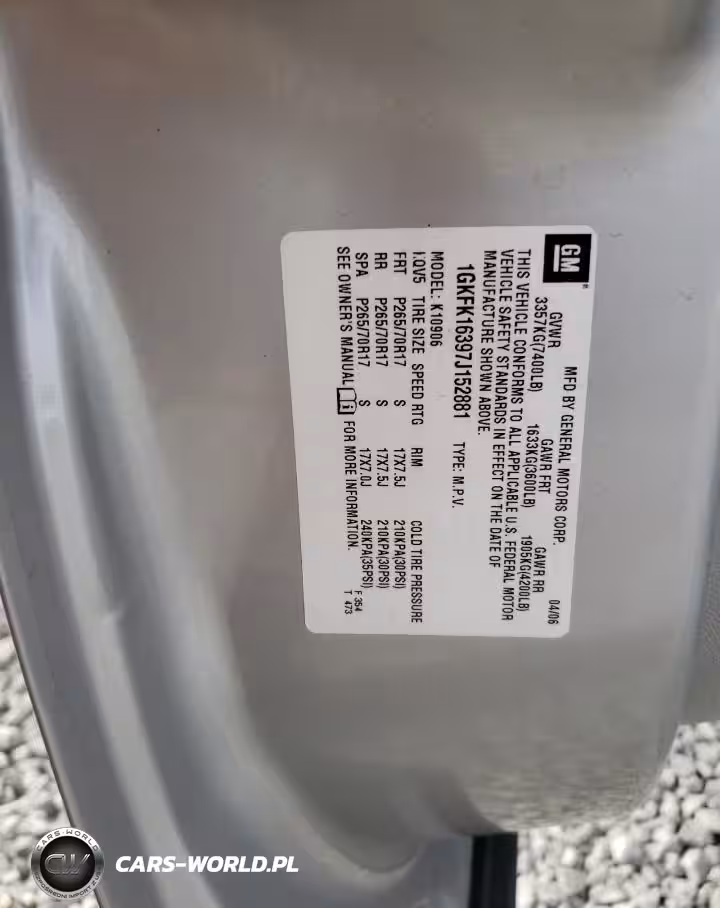 GM
MFD BY GENERAL MOTORS CORP. 04/06
GVWR GAWR FRT GAWR RR
3357KG(7400LB) 1633KG(3600LB) 1905KG(4200LB)
THIS VEHICLE CONFORMS TO ALL APPLICABLE U.S. FEDERAL MOTOR
VEHICLE SAFETY STANDARDS IN EFFECT ON THE DATE OF
MANUFACTURE SHOWN ABOVE.
1GKFK16397J152881 TYPE: M.P.V.
MODEL: K10906
I.QV5 TIRE SIZE SPEED RTG RIM COLD TIRE PRESSURE
FRT P265/70R17 S 17X7.5J 210KPA(30PSI)
RR P265/70R17 S 17X7.5J 210KPA(30PSI)
SPA P265/70R17 S 17X7.0J 240KPA(35PSI)
SEE OWNER'S MANUAL FOR MORE INFORMATION.
F 354
T 473
CARS-WORLD
CW
CARS-WORLD.PL